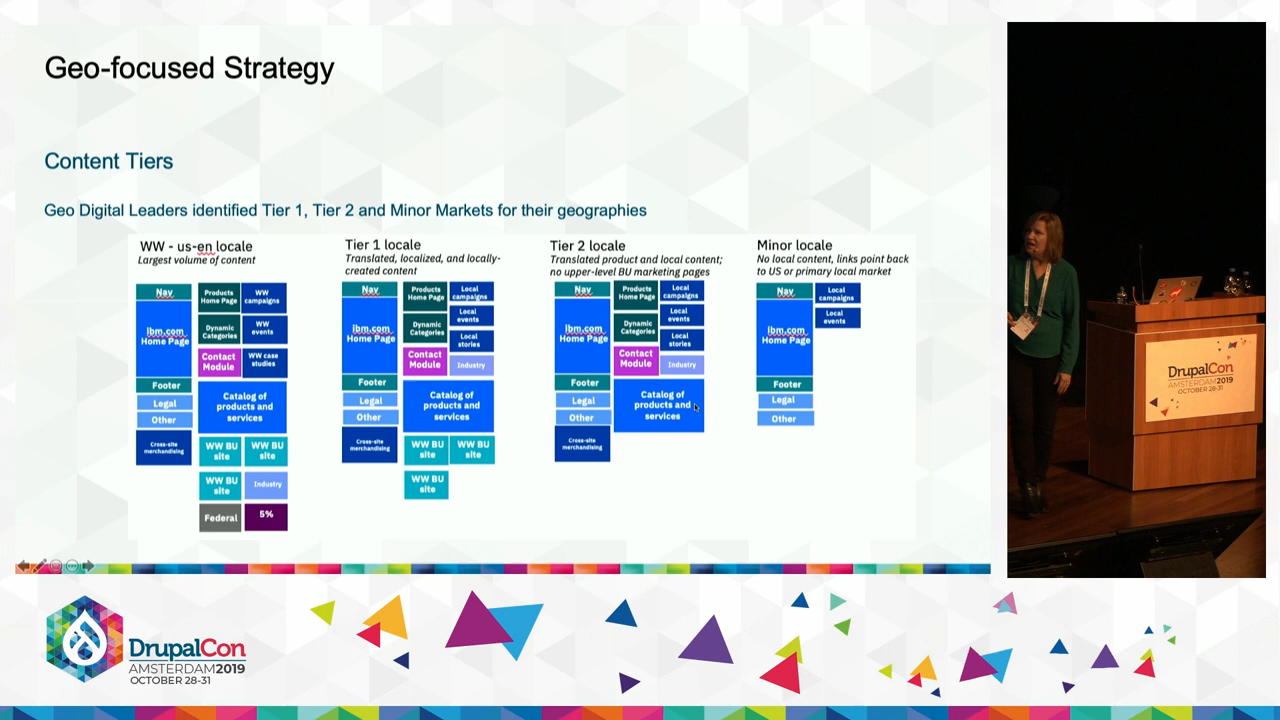 Geo-focused Strategy
Content Tiers
Geo Digital Leaders identified Tier 1, Tier 2 and Minor Markets for their geographies
WW - us-en locale
Largest volume of content
Nav
ibm.com
Home Page
Footer
Legal
Other
Cross-site
merchandising
Products
Home Page
WW
campaigns
Dynamic
Categories
WW
events
Contact
Module
WW case
studies
Catalog of
products and
services
WW BU
site
WW BU
site
WW BU
site
Industry
Federal
5%
Tier 1 locale
Translated, localized, and locally-
created content
Nav
ibm.com
Home Page
Footer
Legal
Other
Cross-site
merchandising
Products
Home Page
Local
campaigns
Dynamic
Categories
Local
events
Local
stories
Contact
Module
Industry
Catalog of
products and
services
WW BU
site
WW BU
site
WW BU
site
Tier 2 locale
Translated product and local content;
no upper-level BU marketing pages
Nav
ibm.com
Home Page
Footer
Legal
Other
Cross-site
merchandising
Products
Home Page
Local
campaigns
Dynamic
Categories
Local
events
Local
stories
Contact
Module
Industry
Catalog of
products and
services
Minor locale
No local content, links point back
to US or primary local market
Nav
ibm.com
Home Page
Footer
Legal
Other
Local
campaigns
Local
events
DrupalCon
AMSTERDAM2019
OCTOBER 28-31
DrupalCon
AMSTERDAM2019
OCTOBER 28-31